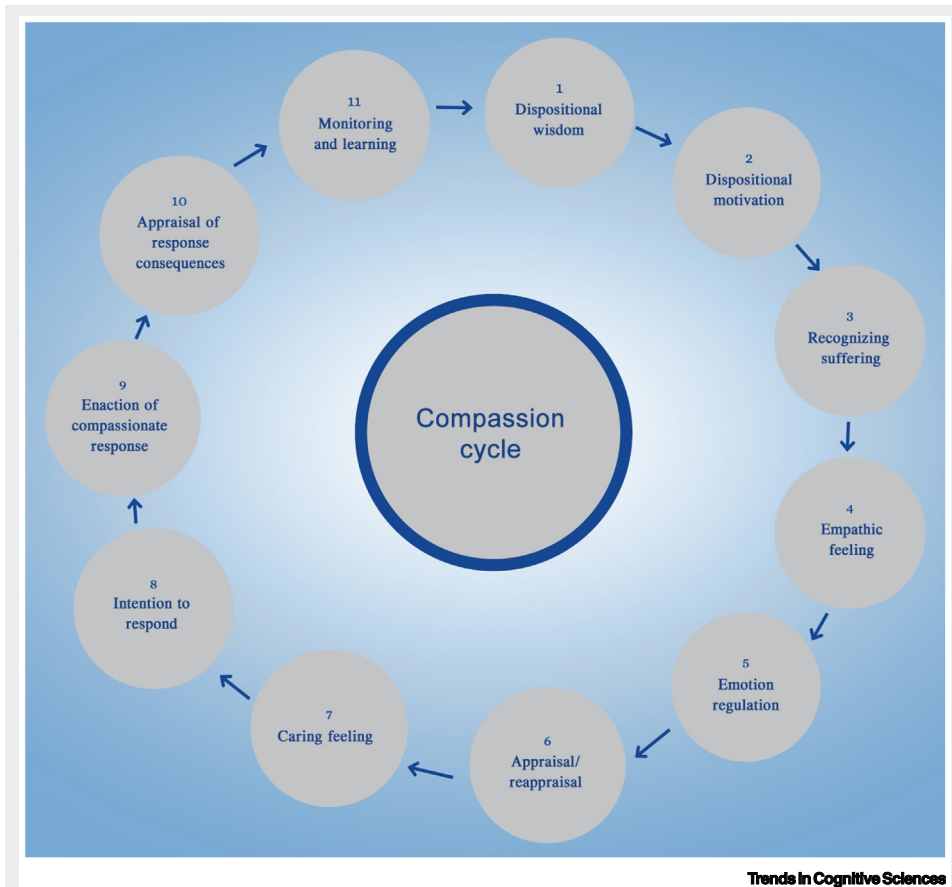 1
Dispositional
wisdom
2
Dispositional
motivation
3
Recognizing
suffering
4
Empathic
feeling
5
Emotion
regulation
6
Appraisal/
reappraisal
7
Caring feeling
8
Intention to
respond
9
Enaction of
compassionate
response
10
Appraisal of
response
consequences
11
Monitoring
and learning
Compassion
cycle
Trends in Cognitive Sciences